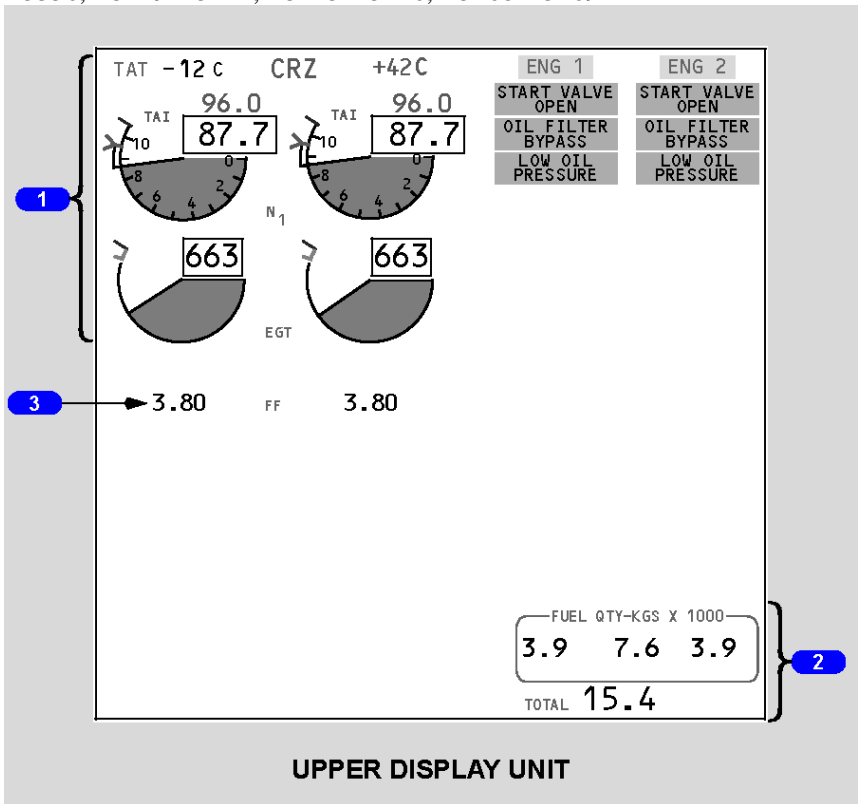 TAT -12 C CRZ +42C ENG 1 ENG 2
START VALVE OPEN START VALVE OPEN
TAI 96.0 TAI 96.0
87.7 87.7
OIL FILTER BYPASS OIL FILTER BYPASS
LOW OIL PRESSURE LOW OIL PRESSURE
10 8 6 4 2 0 10 8 6 4 2 0
1
N1
663 663
EGT
3 3.80 FF 3.80
FUEL QTY-KGS X 1000
3.9 7.6 3.9
2
TOTAL 15.4
UPPER DISPLAY UNIT